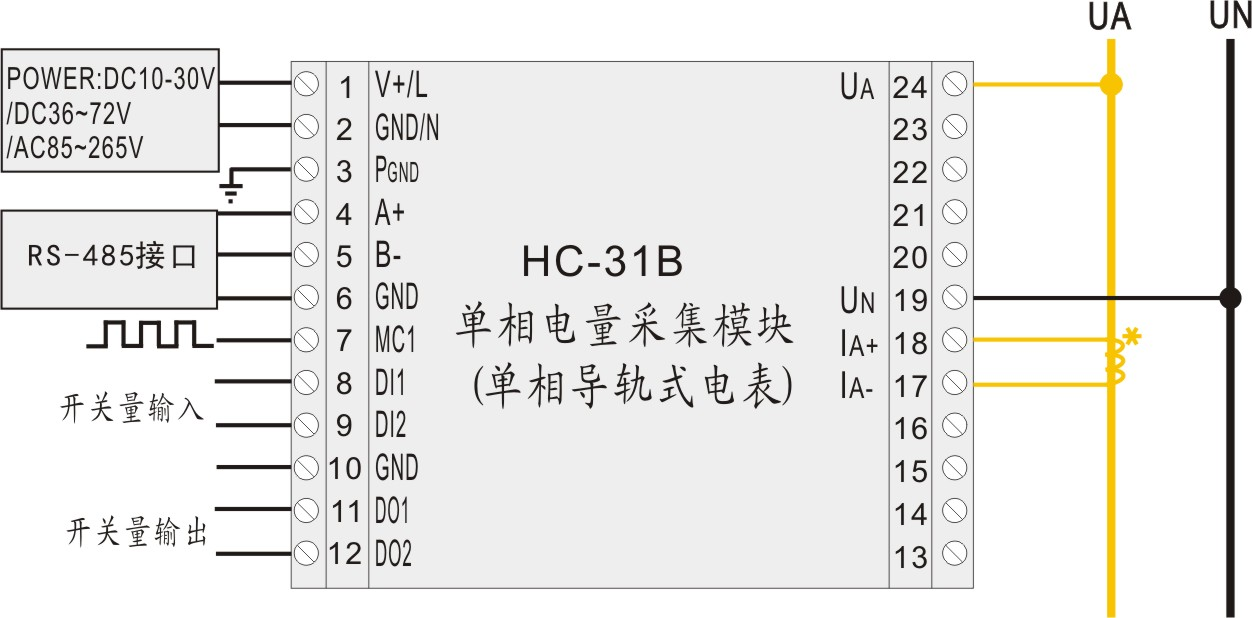 UA UN
POWER:DC10-30V
/DC36~72V
/AC85~265V
1 V+/L
2 GND/N
3 PGND
4 A+
5 B-
6 GND
7 MC1
8 DI1
9 DI2
10 GND
11 DO1
12 DO2
RS-485接口
开关量输入
开关量输出
HC-31B
单相电量采集模块
(单相导轨式电表)
UA 24
23
22
21
20
UN 19
IA+ 18
IA- 17
16
15
14
13
*